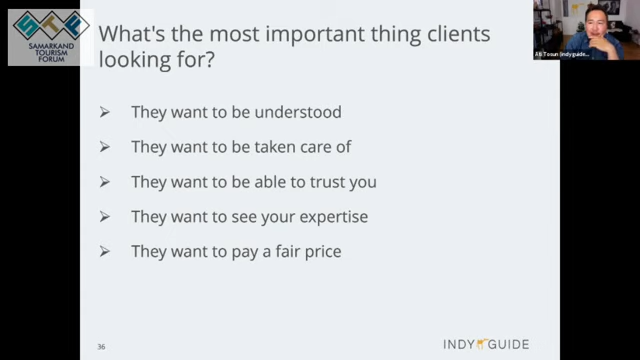 STF
SAMARKAND
TOURISM
FORUM
What's the most important thing clients
looking for?
They want to be understood
They want to be taken care of
They want to be able to trust you
They want to see your expertise
They want to pay a fair price
36
INDYGUIDE